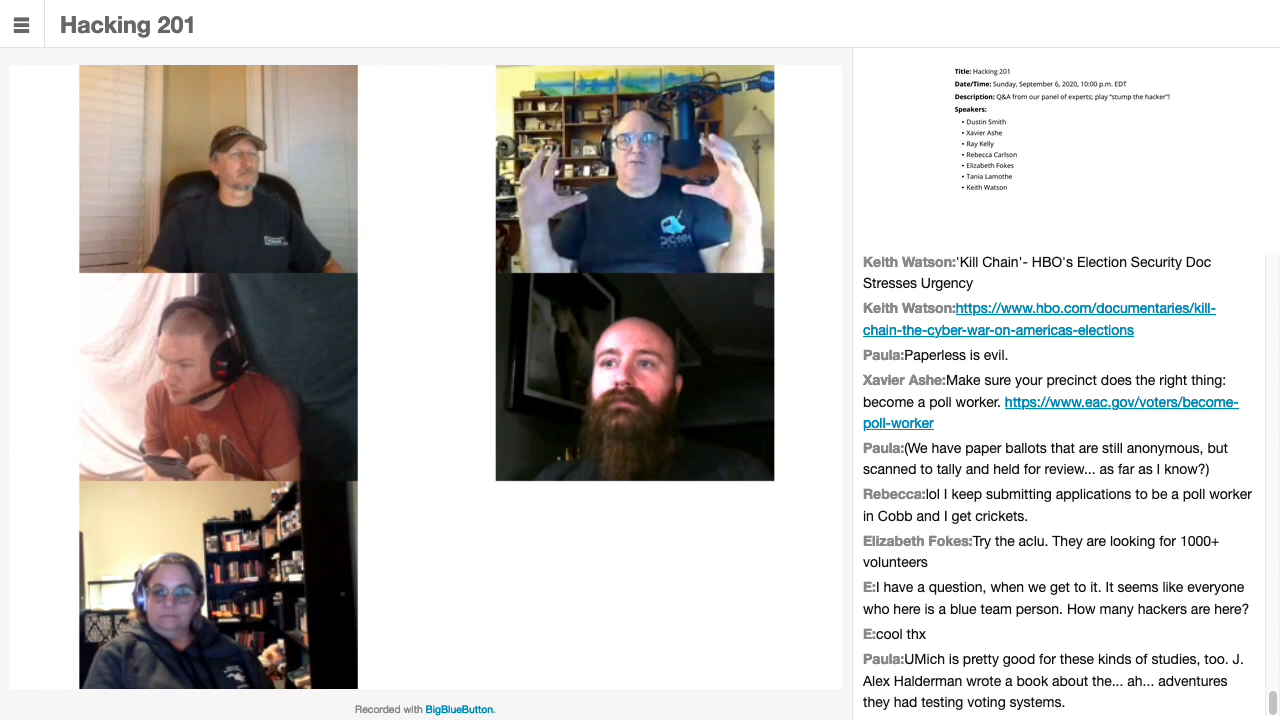 Hacking 201
Title: Hacking 201
Date/Time: Sunday, September 6, 2020, 10:00 p.m. EDT
Description: Q&A from our panel of experts; play "stump the hacker"!
Speakers:
• Dustin Smith
• Xavier Ashe
• Ray Kelly
• Rebecca Carlson
• Elizabeth Fokes
• Tania Lamothe
• Keith Watson
Keith Watson:'Kill Chain'- HBO's Election Security Doc
Stresses Urgency
Keith Watson:https://www.hbo.com/documentaries/kill-
chain-the-cyber-war-on-americas-elections
Paula:Paperless is evil.
Xavier Ashe:Make sure your precinct does the right thing:
become a poll worker. https://www.eac.gov/voters/become-
poll-worker
Paula:(We have paper ballots that are still anonymous, but
scanned to tally and held for review... as far as I know?)
Rebecca:lol I keep submitting applications to be a poll worker
in Cobb and I get crickets.
Elizabeth Fokes:Try the aclu. They are looking for 1000+
volunteers
E:I have a question, when we get to it. It seems like everyone
who here is a blue team person. How many hackers are here?
E:cool thx
Paula:UMich is pretty good for these kinds of studies, too. J.
Alex Halderman wrote a book about the... ah... adventures
they had testing voting systems.
Recorded with BigBlueButton.